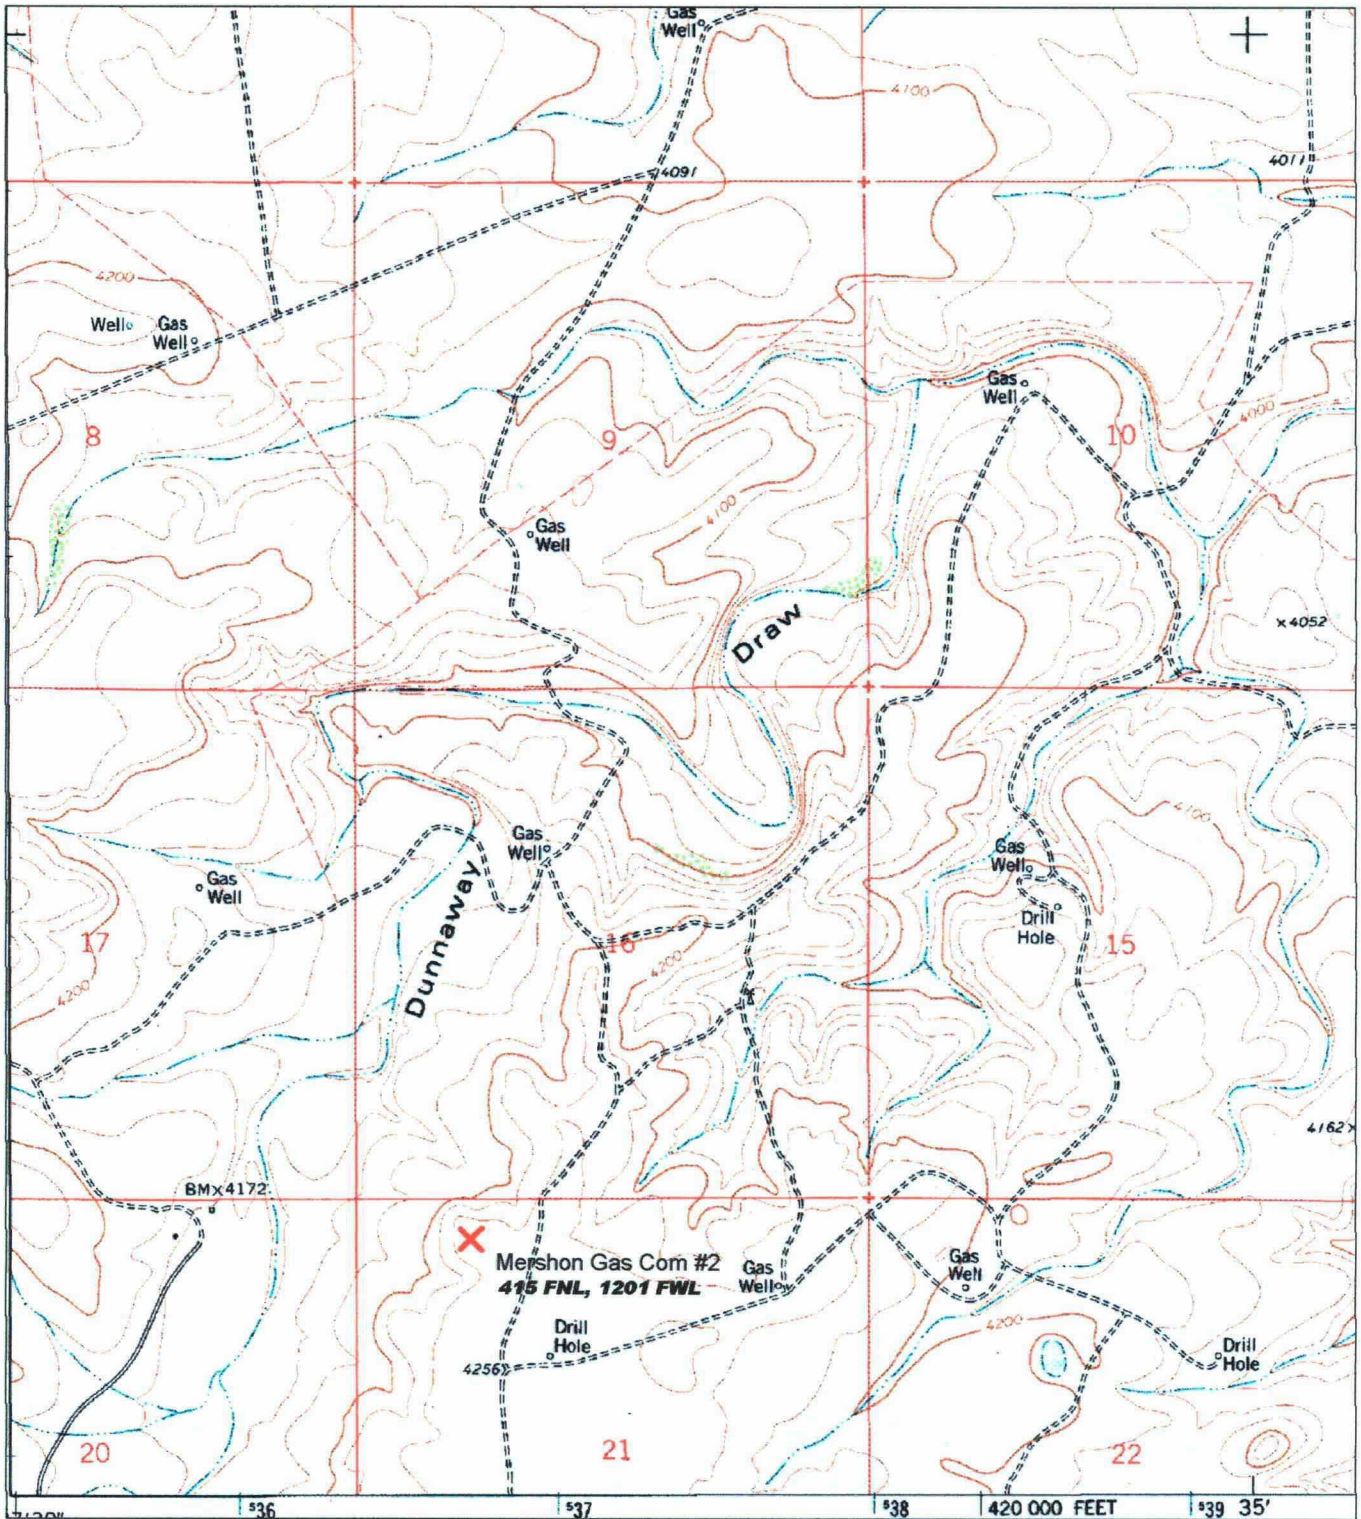 Gas
Well
4100
4091
4011
4200
Well
Gas
Well
Gas
Well
8
9
10
4000
4100
Gas
Well
x4052
Draw
4100
Gas
Well
Gas
Well
Gas
Well
Drill
Hole
Dunnaway
17
16
15
4200
4200
4162x
BMx4172
Mershon Gas Com #2
415 FNL, 1201 FWL
Gas
Well
Gas
Well
4200
Drill
Hole
4256
Drill
Hole
20
21
22
536
537
538
420 000 FEET
539
35'